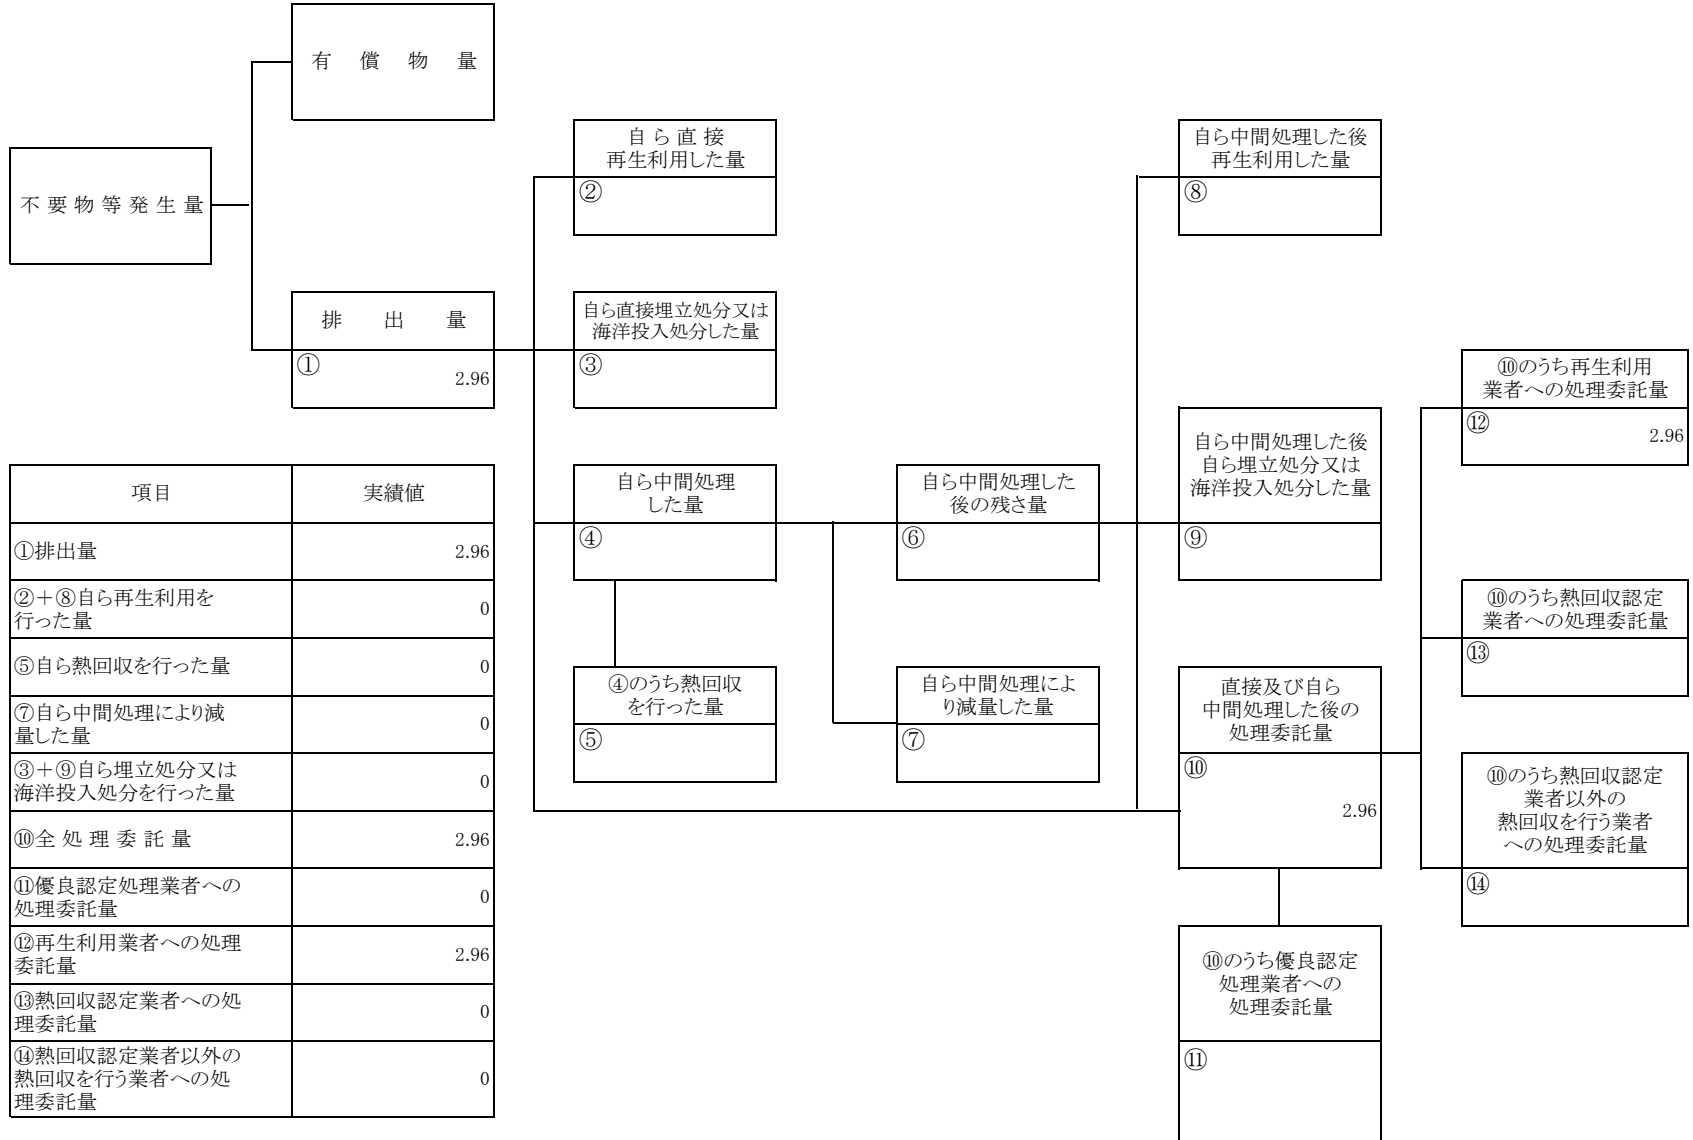 有 償 物 量
不 要 物 等 発 生 量
排 出 量
①
2.96
自 ら 直 接
再生利用した量
②
自ら直接埋立処分又は
海洋投入処分した量
③
自ら中間処理
した量
④
④のうち熱回収
を行った量
⑤
自ら中間処理した
後の残さ量
⑥
自ら中間処理によ
り減量した量
⑦
自ら中間処理した後
再生利用した量
⑧
自ら中間処理した後
自ら埋立処分又は
海洋投入処分した量
⑨
直接及び自ら
中間処理した後の
処理委託量
⑩
2.96
⑩のうち優良認定
処理業者への
処理委託量
⑪
⑩のうち再生利用
業者への処理委託量
⑫
2.96
⑩のうち熱回収認定
業者への処理委託量
⑬
⑩のうち熱回収認定
業者以外の
熱回収を行う業者
への処理委託量
⑭
項目 実績値
①排出量 2.96
②＋⑧自ら再生利用を
行った量
0
⑤自ら熱回収を行った量 0
⑦自ら中間処理により減
量した量
0
③＋⑨自ら埋立処分又は
海洋投入処分を行った量
0
⑩全 処 理 委 託 量 2.96
⑪優良認定処理業者への
処理委託量
0
⑫再生利用業者への処理
委託量
2.96
⑬熱回収認定業者への処
理委託量
0
⑭熱回収認定業者以外の
熱回収を行う業者への処
理委託量
0